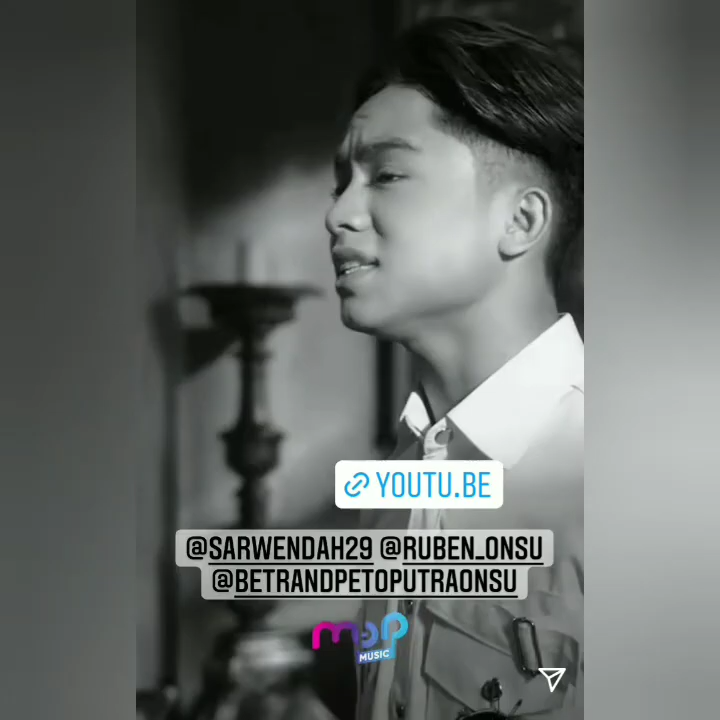 YOUTU.BE
@SARWENDAH29 @RUBEN_ONSU
@BETRANDPETOPUTRAONSU
mop
MUSIC